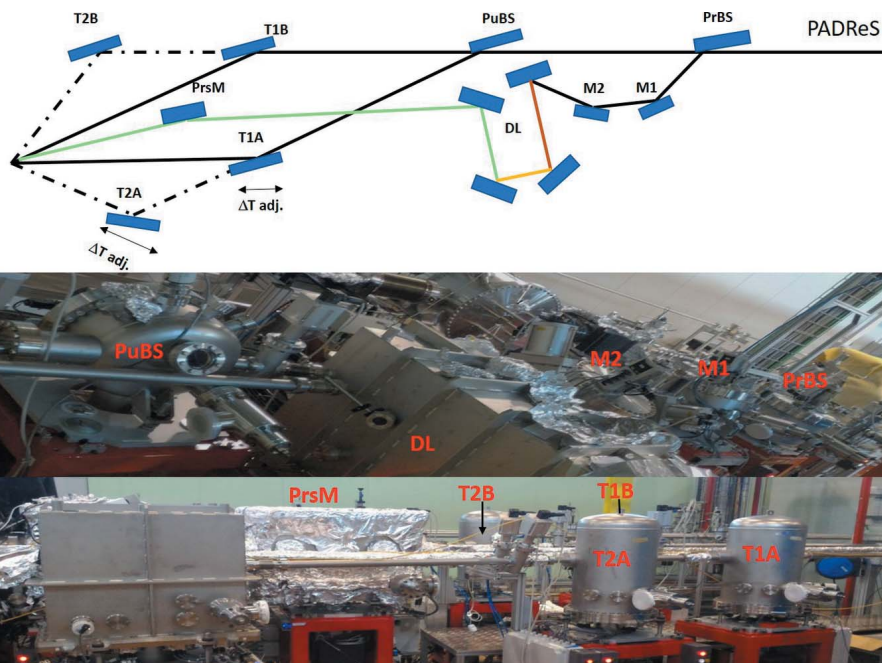 T2B
T1B
PuBS
PrBS
PADReS
PrsM
M2
M1
DL
T1A
T2A
ΔT adj.
ΔT adj.
PuBS
M2
M1
PrBS
DL
PrsM
T2B
T1B
T2A
T1A